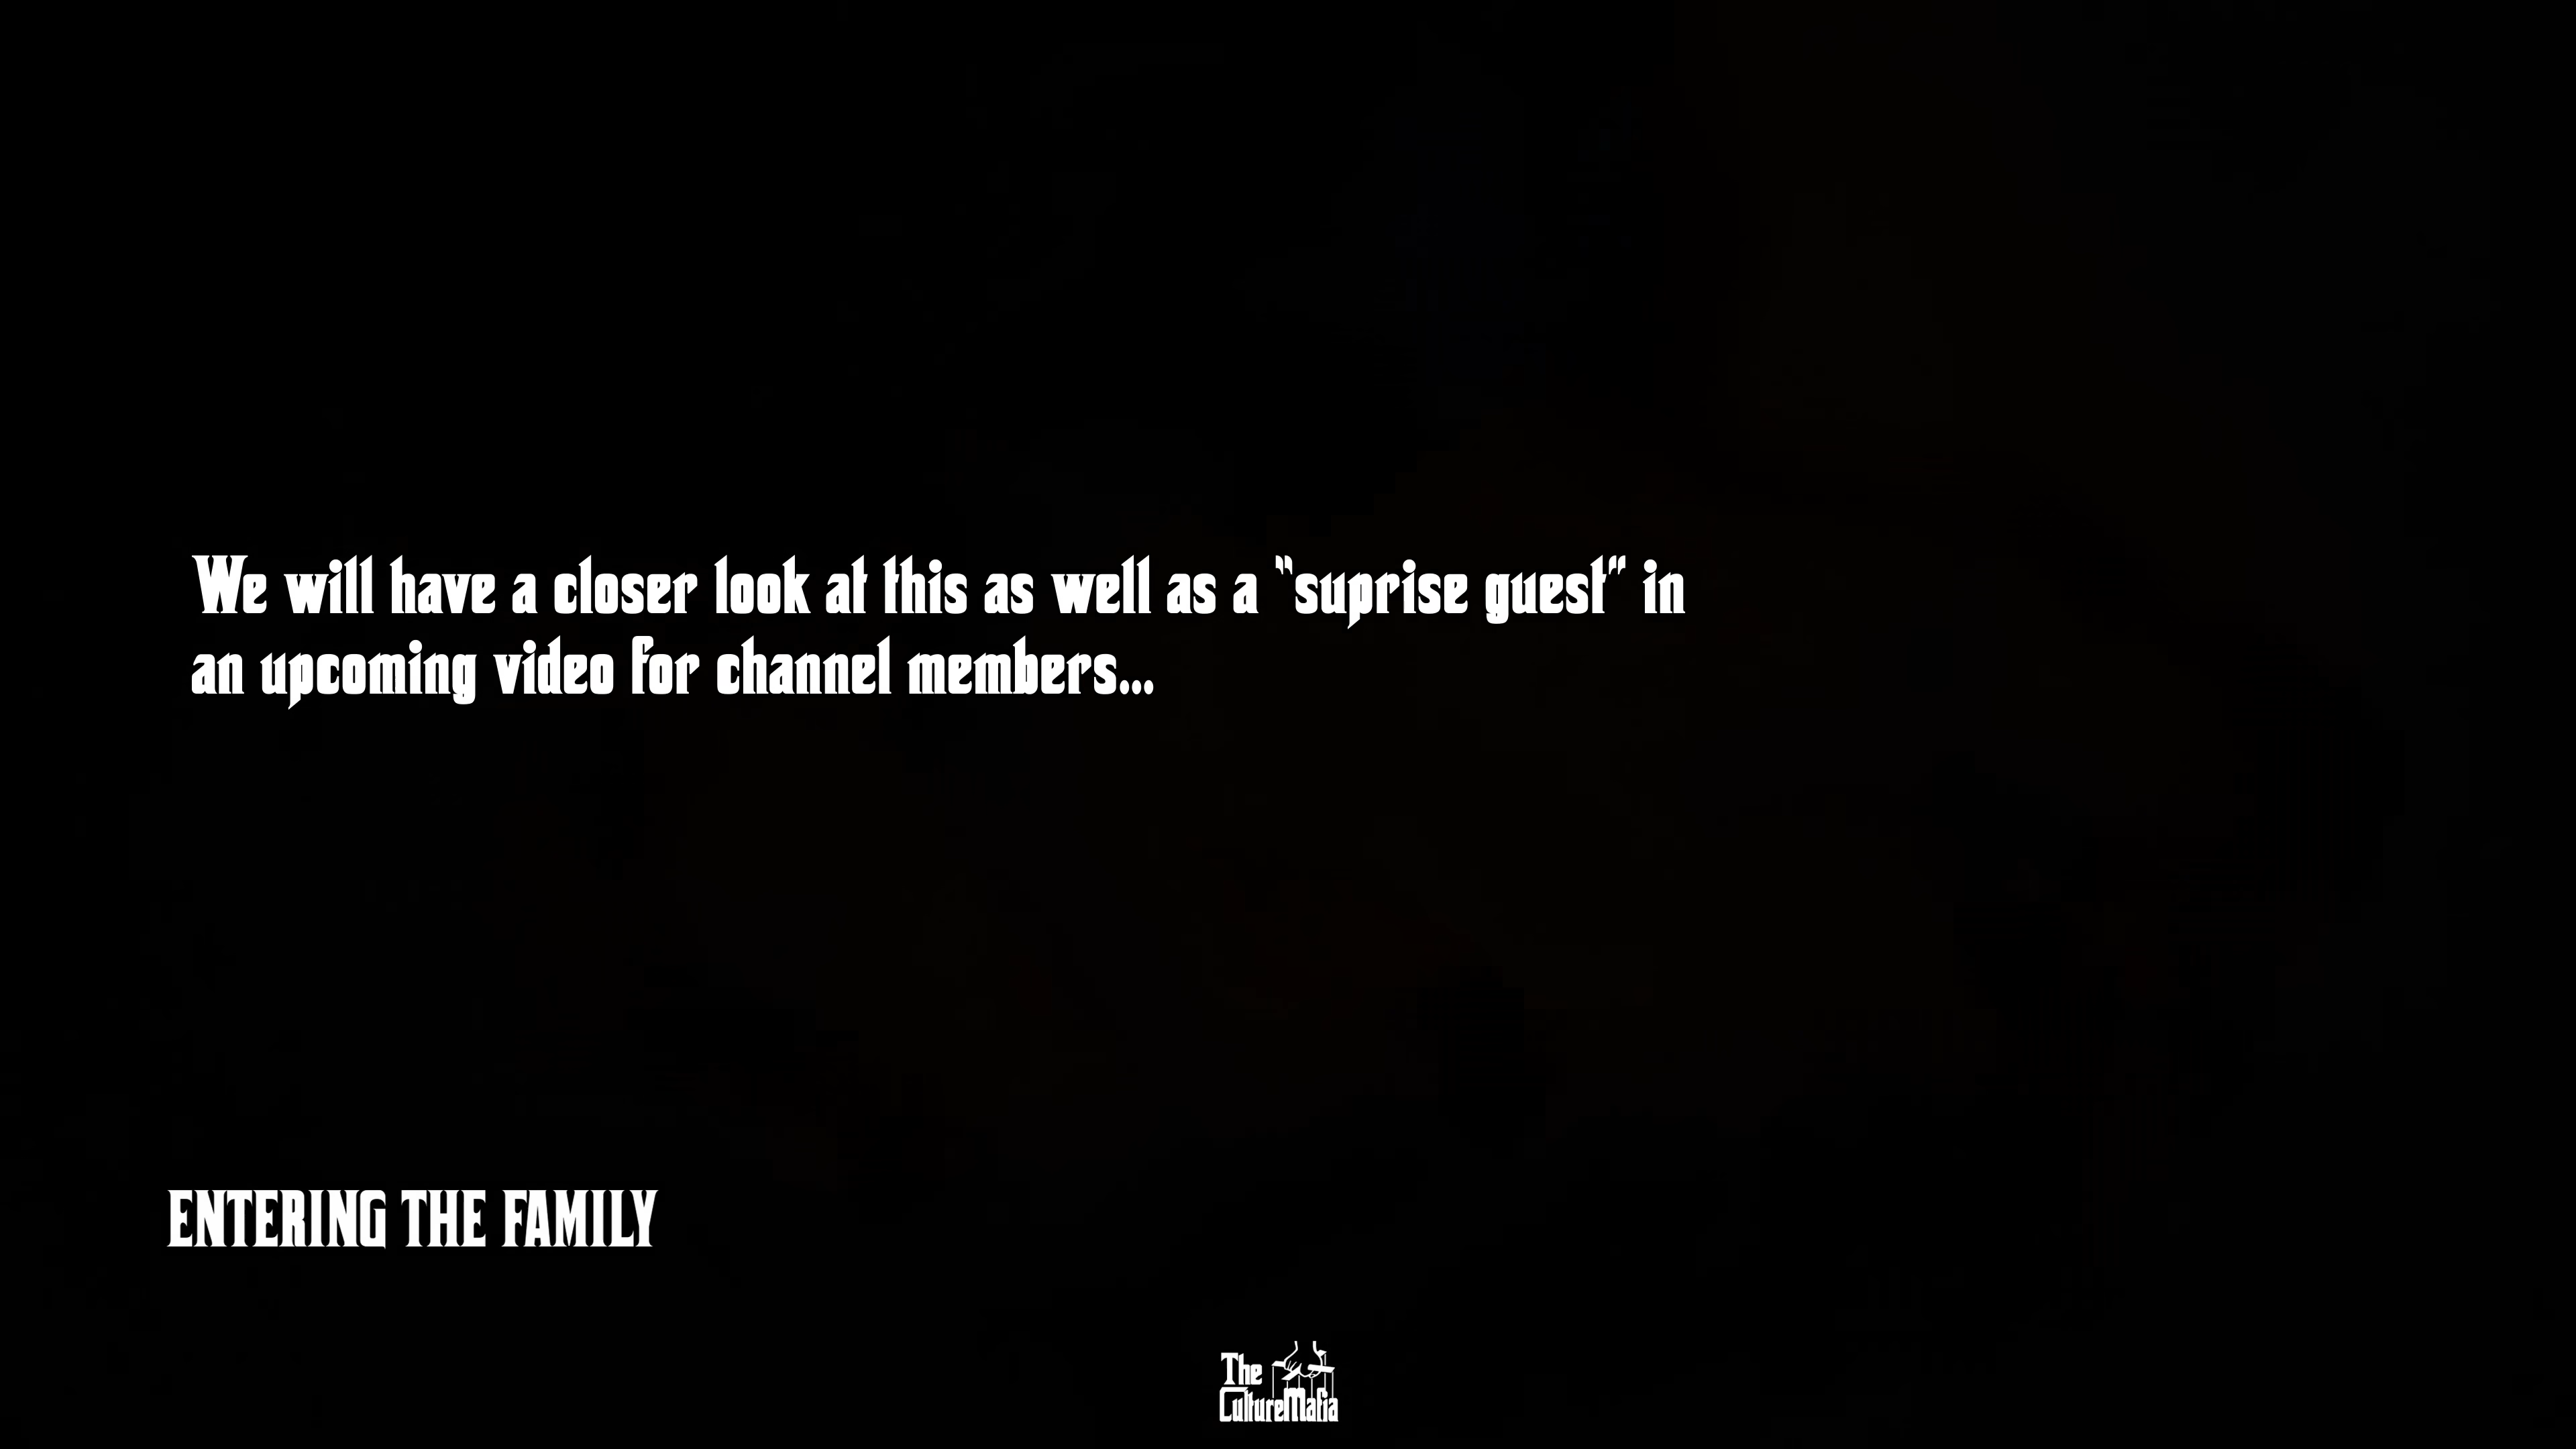 We will have a closer look at this as well as a "suprise guest" in
an upcoming video for channel members...
ENTERING THE FAMILY
The
CultureMafia